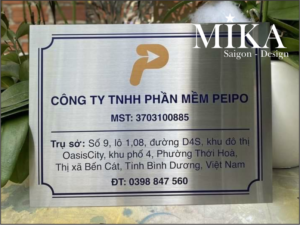 MIKA
Saigon - Design
P
CÔNG TY TNHH PHẦN MỀM PEIPO
MST: 3703100885
Trụ sở: Số 9, lô 1,08, đường D4S, khu đô thị
OasisCity, khu phố 4, Phường Thới Hoà,
Thị xã Bến Cát, Tỉnh Bình Dương, Việt Nam
ĐT: 0398 847 560